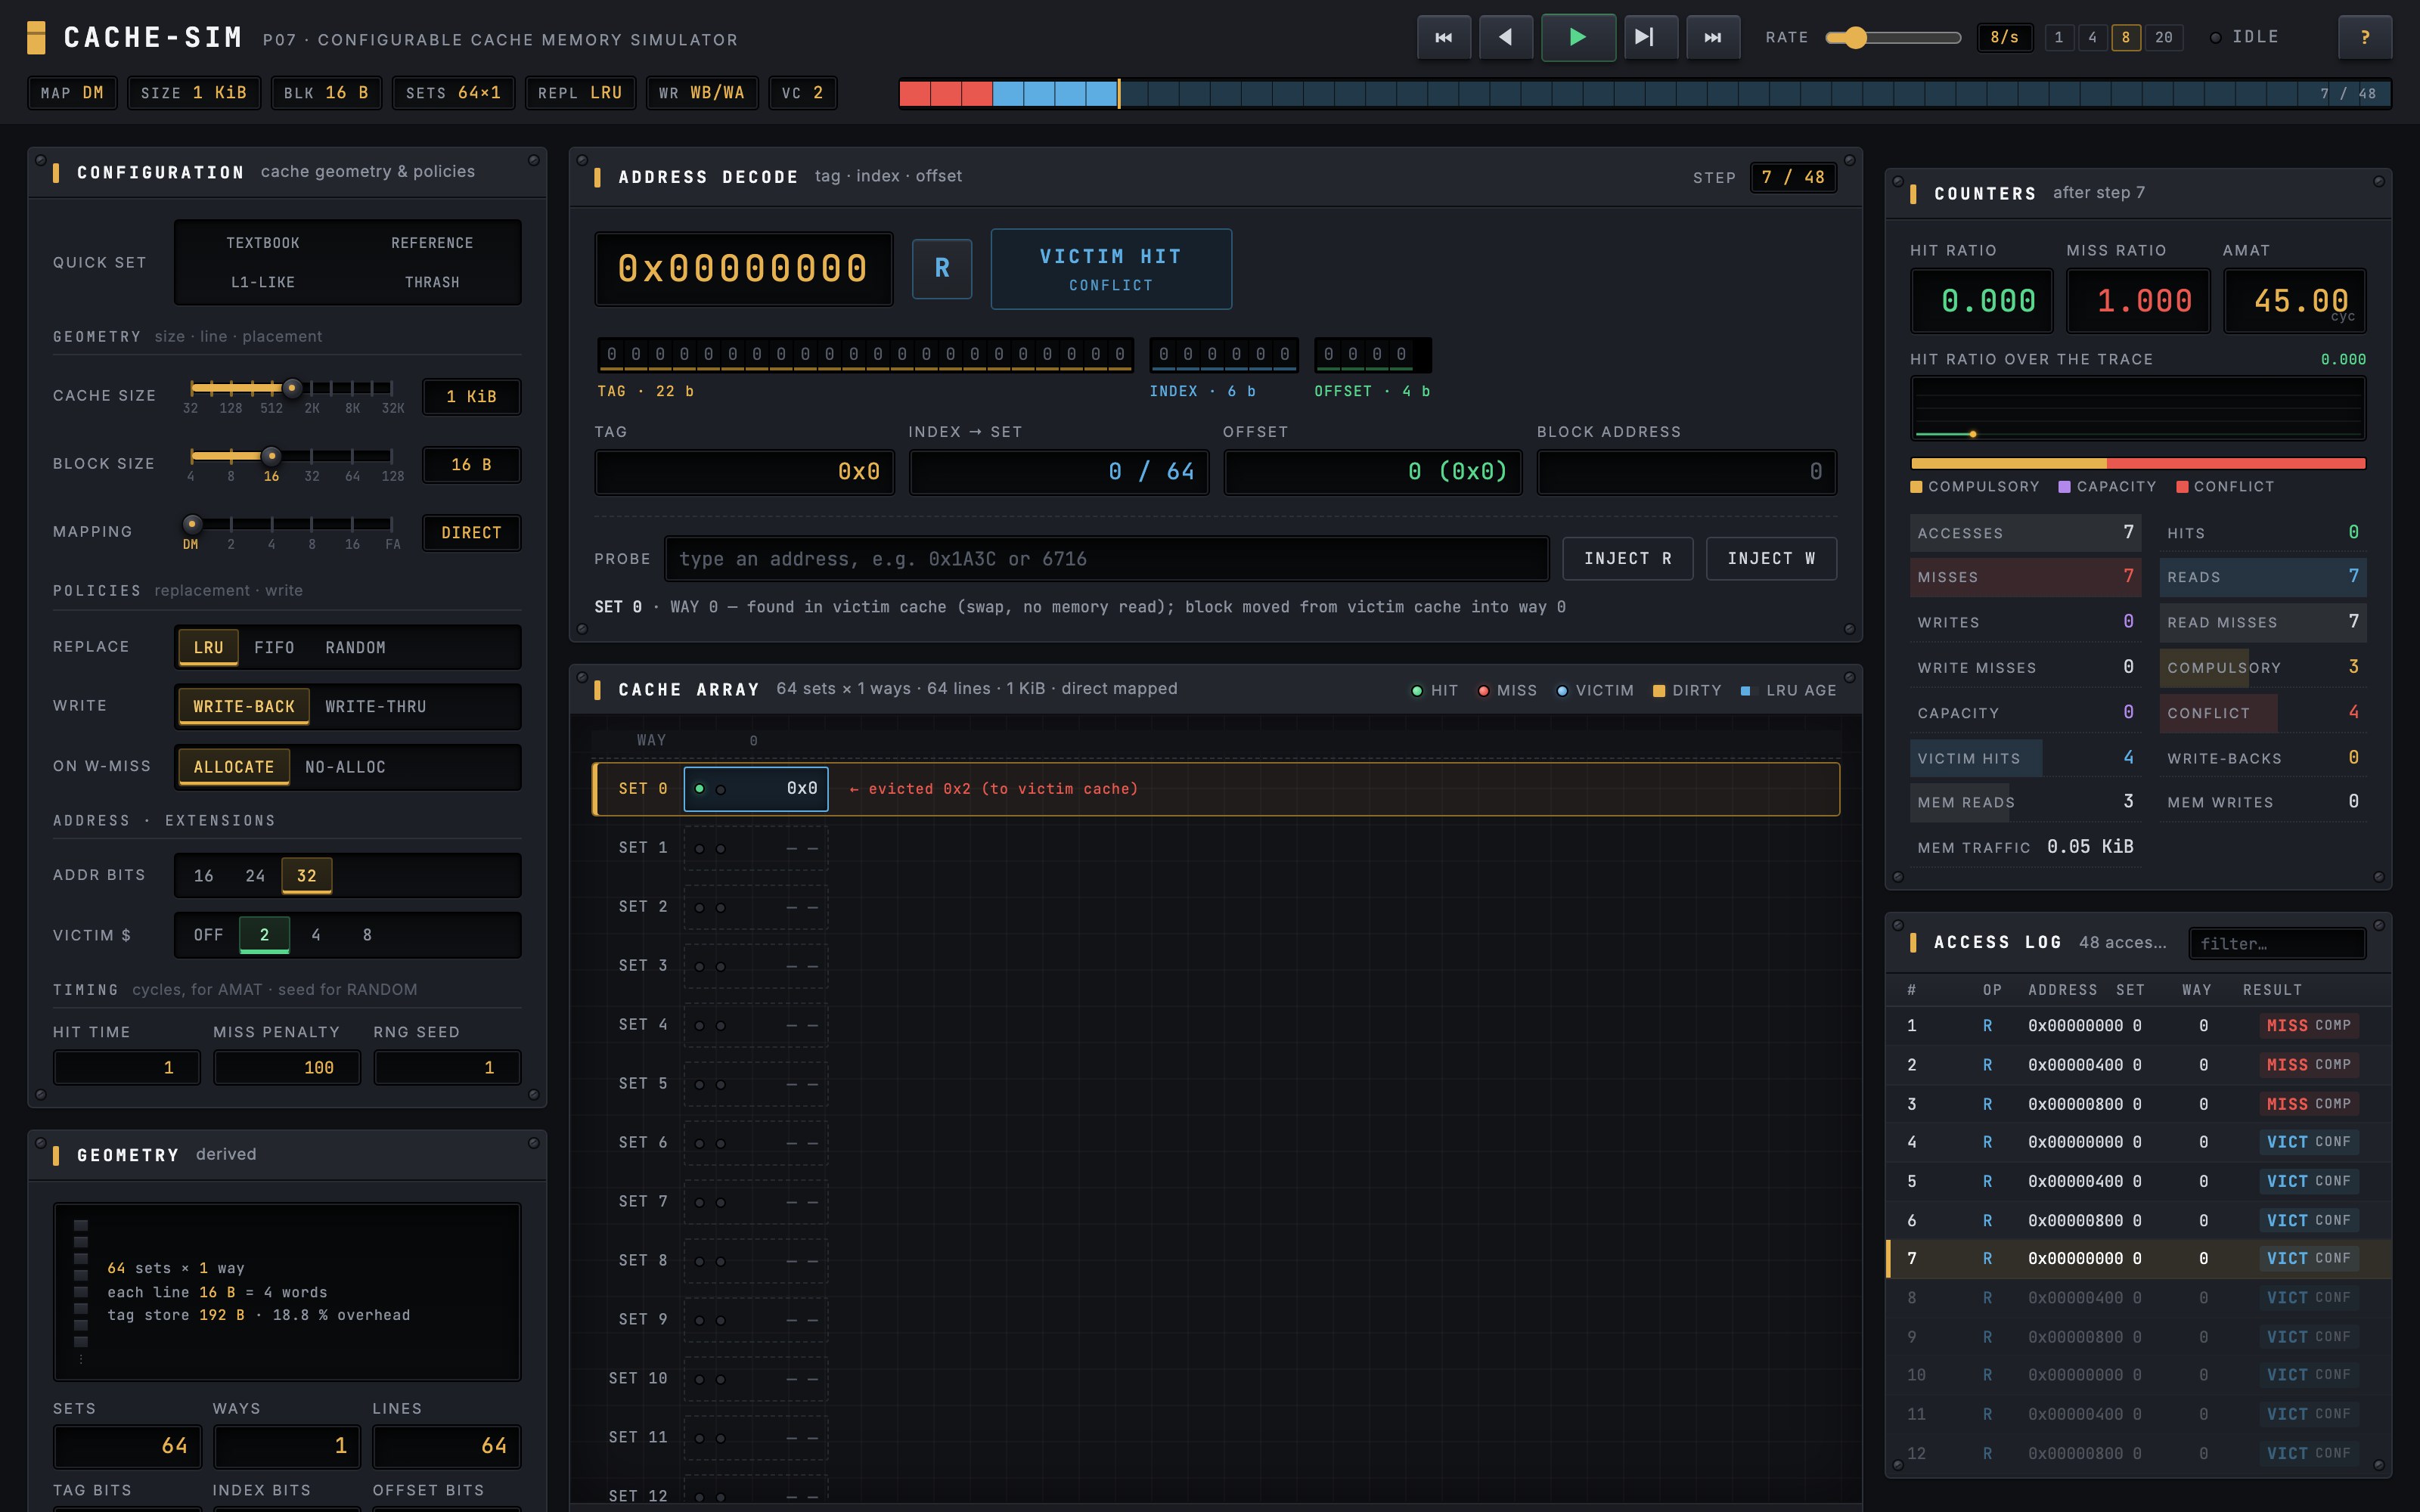 CACHE-SIM P07 · CONFIGURABLE CACHE MEMORY SIMULATOR
RATE 8/s 1 4 8 20 IDLE ?
MAP DM SIZE 1 KiB BLK 16 B SETS 64×1 REPL LRU WR WB/WA VC 2 7 / 48
CONFIGURATION cache geometry & policies
QUICK SET
TEXTBOOK REFERENCE
L1-LIKE THRASH
GEOMETRY size · line · placement
CACHE SIZE 1 KiB
32 128 512 2K 8K 32K
BLOCK SIZE 16 B
4 8 16 32 64 128
MAPPING DIRECT
DM 2 4 8 16 FA
POLICIES replacement · write
REPLACE LRU FIFO RANDOM
WRITE WRITE-BACK WRITE-THRU
ON W-MISS ALLOCATE NO-ALLOC
ADDRESS · EXTENSIONS
ADDR BITS 16 24 32
VICTIM $ OFF 2 4 8
TIMING cycles, for AMAT · seed for RANDOM
HIT TIME MISS PENALTY RNG SEED
1 100 1
GEOMETRY derived
64 sets × 1 way
each line 16 B = 4 words
tag store 192 B · 18.8 % overhead
SETS WAYS LINES
64 1 64
TAG BITS INDEX BITS OFFSET BITS
ADDRESS DECODE tag · index · offset STEP 7 / 48
0x00000000 R VICTIM HIT
CONFLICT
0 0 0 0 0 0 0 0 0 0 0 0 0 0 0 0 0 0 0 0 0 0 0 0 0 0 0 0 0 0 0 0
TAG · 22 b INDEX · 6 b OFFSET · 4 b
TAG INDEX → SET OFFSET BLOCK ADDRESS
0x0 0 / 64 0 (0x0) 0
PROBE type an address, e.g. 0x1A3C or 6716 INJECT R INJECT W
SET 0 · WAY 0 — found in victim cache (swap, no memory read); block moved from victim cache into way 0
CACHE ARRAY 64 sets × 1 ways · 64 lines · 1 KiB · direct mapped HIT MISS VICTIM DIRTY LRU AGE
WAY 0
SET 0 0x0 ← evicted 0x2 (to victim cache)
SET 1 — —
SET 2 — —
SET 3 — —
SET 4 — —
SET 5 — —
SET 6 — —
SET 7 — —
SET 8 — —
SET 9 — —
SET 10 — —
SET 11 — —
SET 12 — —
COUNTERS after step 7
HIT RATIO MISS RATIO AMAT
0.000 1.000 45.00 cyc
HIT RATIO OVER THE TRACE 0.000
COMPULSORY CAPACITY CONFLICT
ACCESSES 7 HITS 0
MISSES 7 READS 7
WRITES 0 READ MISSES 7
WRITE MISSES 0 COMPULSORY 3
CAPACITY 0 CONFLICT 4
VICTIM HITS 4 WRITE-BACKS 0
MEM READS 3 MEM WRITES 0
MEM TRAFFIC 0.05 KiB
ACCESS LOG 48 acces... filter…
# OP ADDRESS SET WAY RESULT
1 R 0x00000000 0 0 MISS COMP
2 R 0x00000400 0 0 MISS COMP
3 R 0x00000800 0 0 MISS COMP
4 R 0x00000000 0 0 VICT CONF
5 R 0x00000400 0 0 VICT CONF
6 R 0x00000800 0 0 VICT CONF
7 R 0x00000000 0 0 VICT CONF
8 R 0x00000400 0 0 VICT CONF
9 R 0x00000800 0 0 VICT CONF
10 R 0x00000000 0 0 VICT CONF
11 R 0x00000400 0 0 VICT CONF
12 R 0x00000800 0 0 VICT CONF